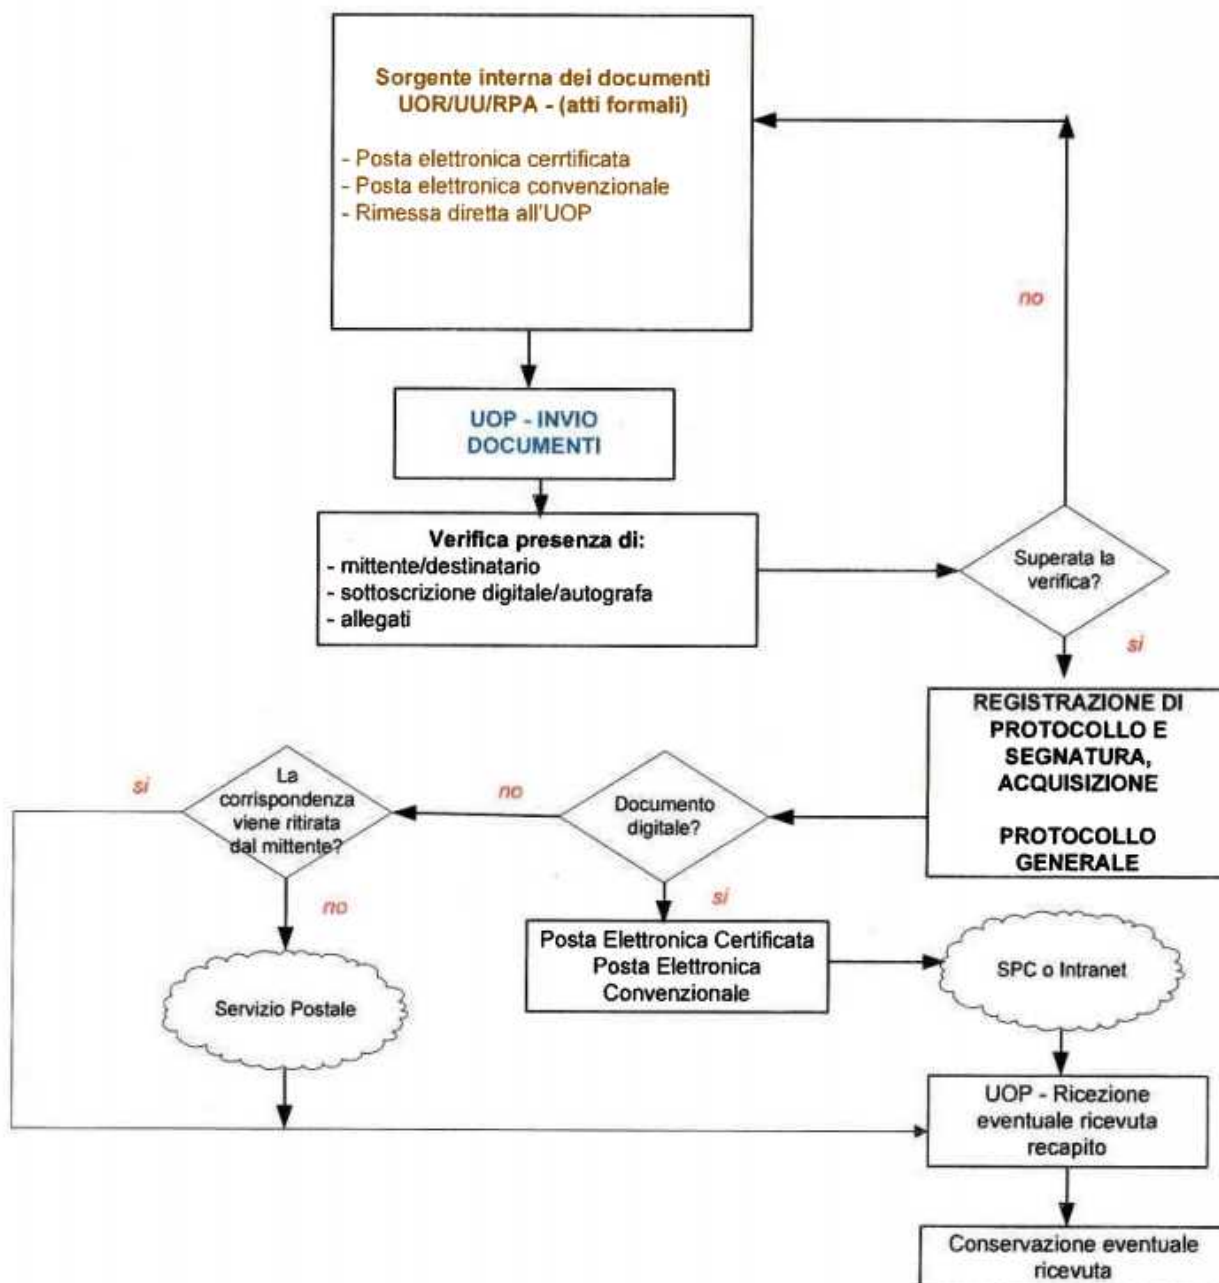 Sorgente interna dei documenti
UOR/UU/RPA - (atti formali)
- Posta elettronica cerrtificata
- Posta elettronica convenzionale
- Rimessa diretta all'UOP
no
UOP - INVIO
DOCUMENTI
Verifica presenza di:
- mittente/destinatario
- sottoscrizione digitale/autografa
- allegati
Superata la
verifica?
si
REGISTRAZIONE DI
PROTOCOLLO E
SEGNATURA,
ACQUISIZIONE
PROTOCOLLO
GENERALE
Documento
digitale?
no
La
corrispondenza
viene ritirata
dal mittente?
si
no
Servizio Postale
si
Posta Elettronica Certificata
Posta Elettronica
Convenzionale
SPC o Intranet
UOP - Ricezione
eventuale ricevuta
recapito
Conservazione eventuale
ricevuta